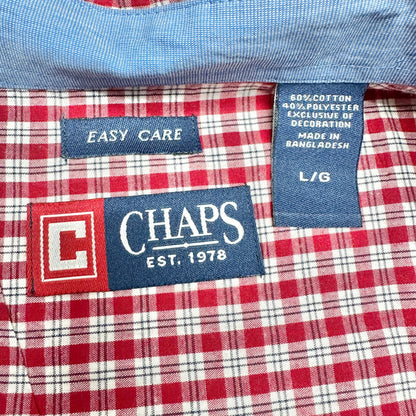 60% COTTON
40% POLYESTER
EXCLUSIVE OF
DECORATION
MADE IN
BANGLADESH
L/G
EASY CARE
C
CHAPS
EST. 1978